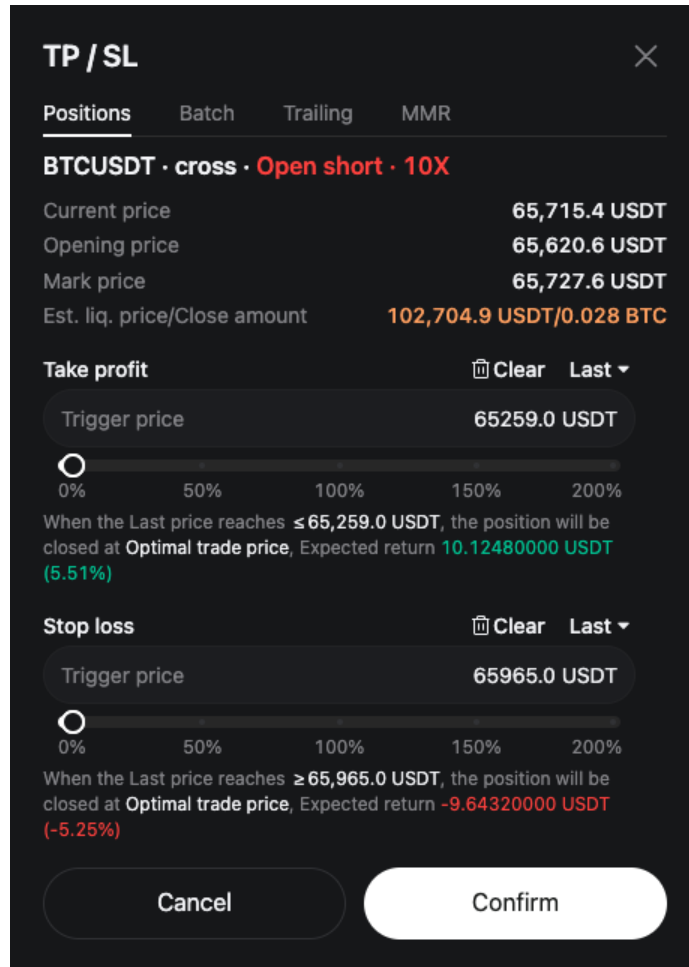 TP / SL
Positions Batch Trailing MMR
BTCUSDT · cross · Open short · 10X
Current price 65,715.4 USDT
Opening price 65,620.6 USDT
Mark price 65,727.6 USDT
Est. liq. price/Close amount 102,704.9 USDT/0.028 BTC
Take profit Clear Last
Trigger price 65259.0 USDT
0% 50% 100% 150% 200%
When the Last price reaches ≤65,259.0 USDT, the position will be
closed at Optimal trade price, Expected return 10.12480000 USDT
(5.51%)
Stop loss Clear Last
Trigger price 65965.0 USDT
0% 50% 100% 150% 200%
When the Last price reaches ≥65,965.0 USDT, the position will be
closed at Optimal trade price, Expected return -9.64320000 USDT
(-5.25%)
Cancel Confirm